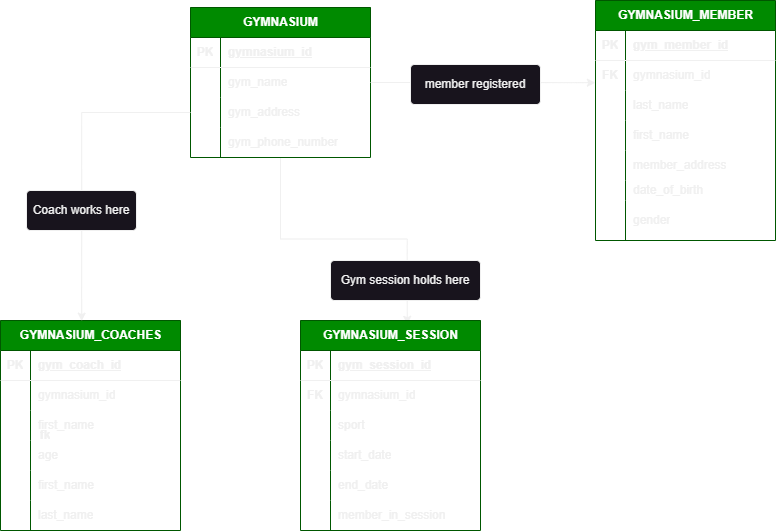 GYMNASIUM
PK gymnasium_id
gym_name
gym_address
gym_phone_number
GYMNASIUM_MEMBER
PK gym_member_id
FK gymnasium_id
last_name
first_name
member_address
date_of_birth
gender
member registered
Coach works here
Gym session holds here
GYMNASIUM_COACHES
PK gym_coach_id
gymnasium_id
first_name
fk
age
first_name
last_name
GYMNASIUM_SESSION
PK gym_session_id
FK gymnasium_id
sport
start_date
end_date
member_in_session